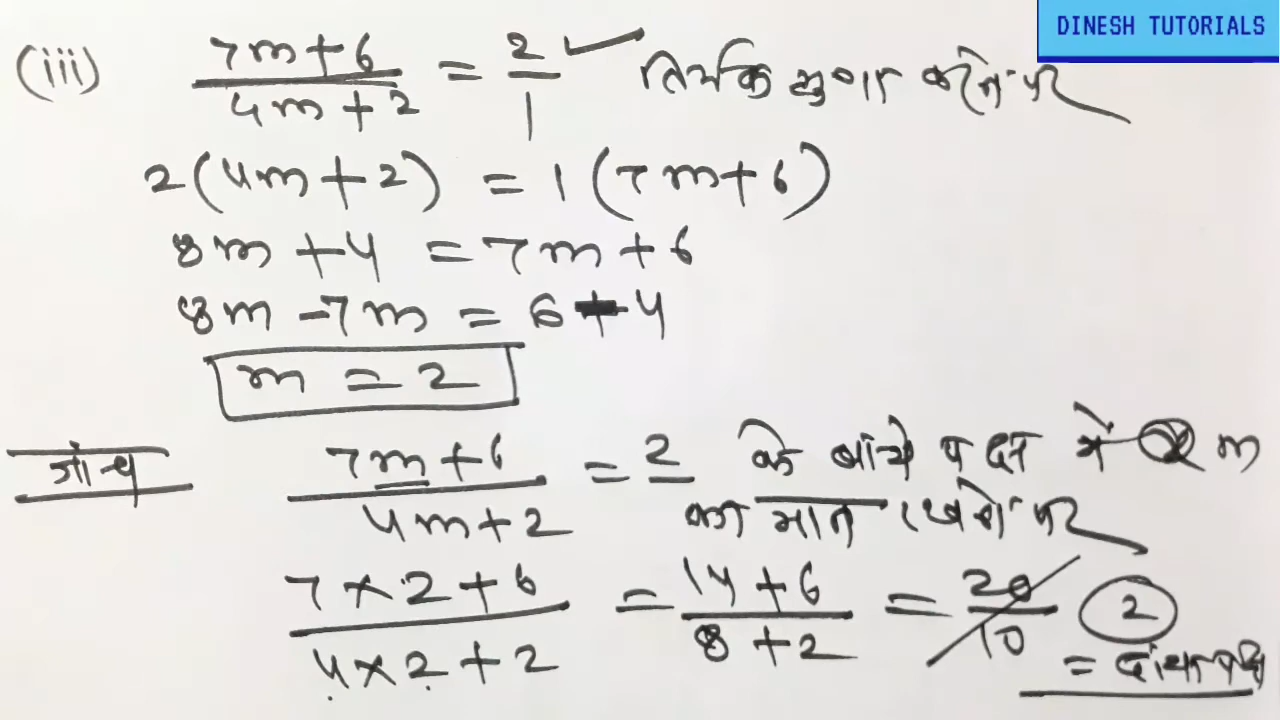 DINESH TUTORIALS
(iii) (7m+6)/(4m+2) = 2/1 ✓ तिर्यक गुणा करने पर
2(4m+2) = 1(7m+6)
8m+4 = 7m+6
8m-7m = 6-4
m = 2
जांच (7m+6)/(4m+2) = 2 के बांये पक्ष में m
का मान रखने पर
(7×2+6)/(4×2+2) = (14+6)/(8+2) = 20/10 2
= दांया पक्ष